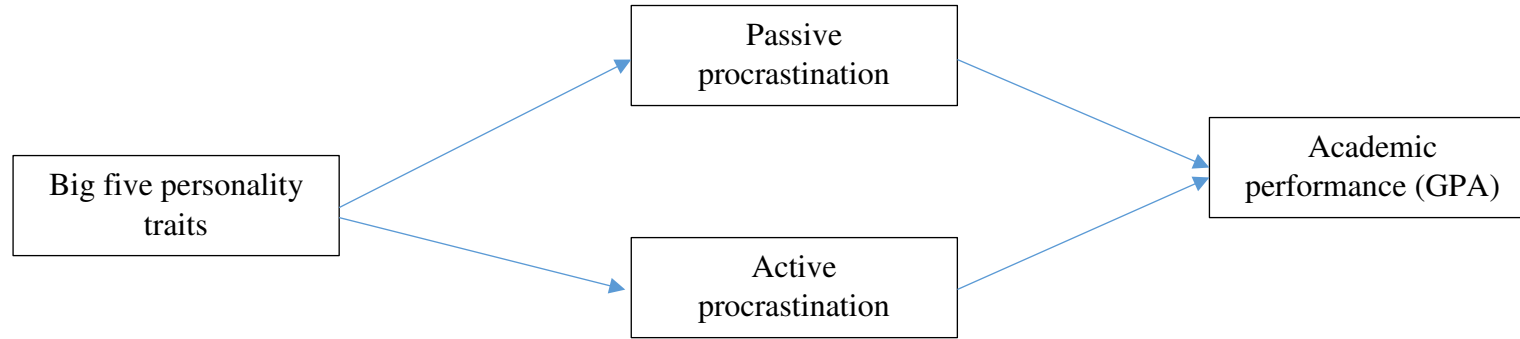 Passive
procrastination
Big five personality
traits
Academic
performance (GPA)
Active
procrastination